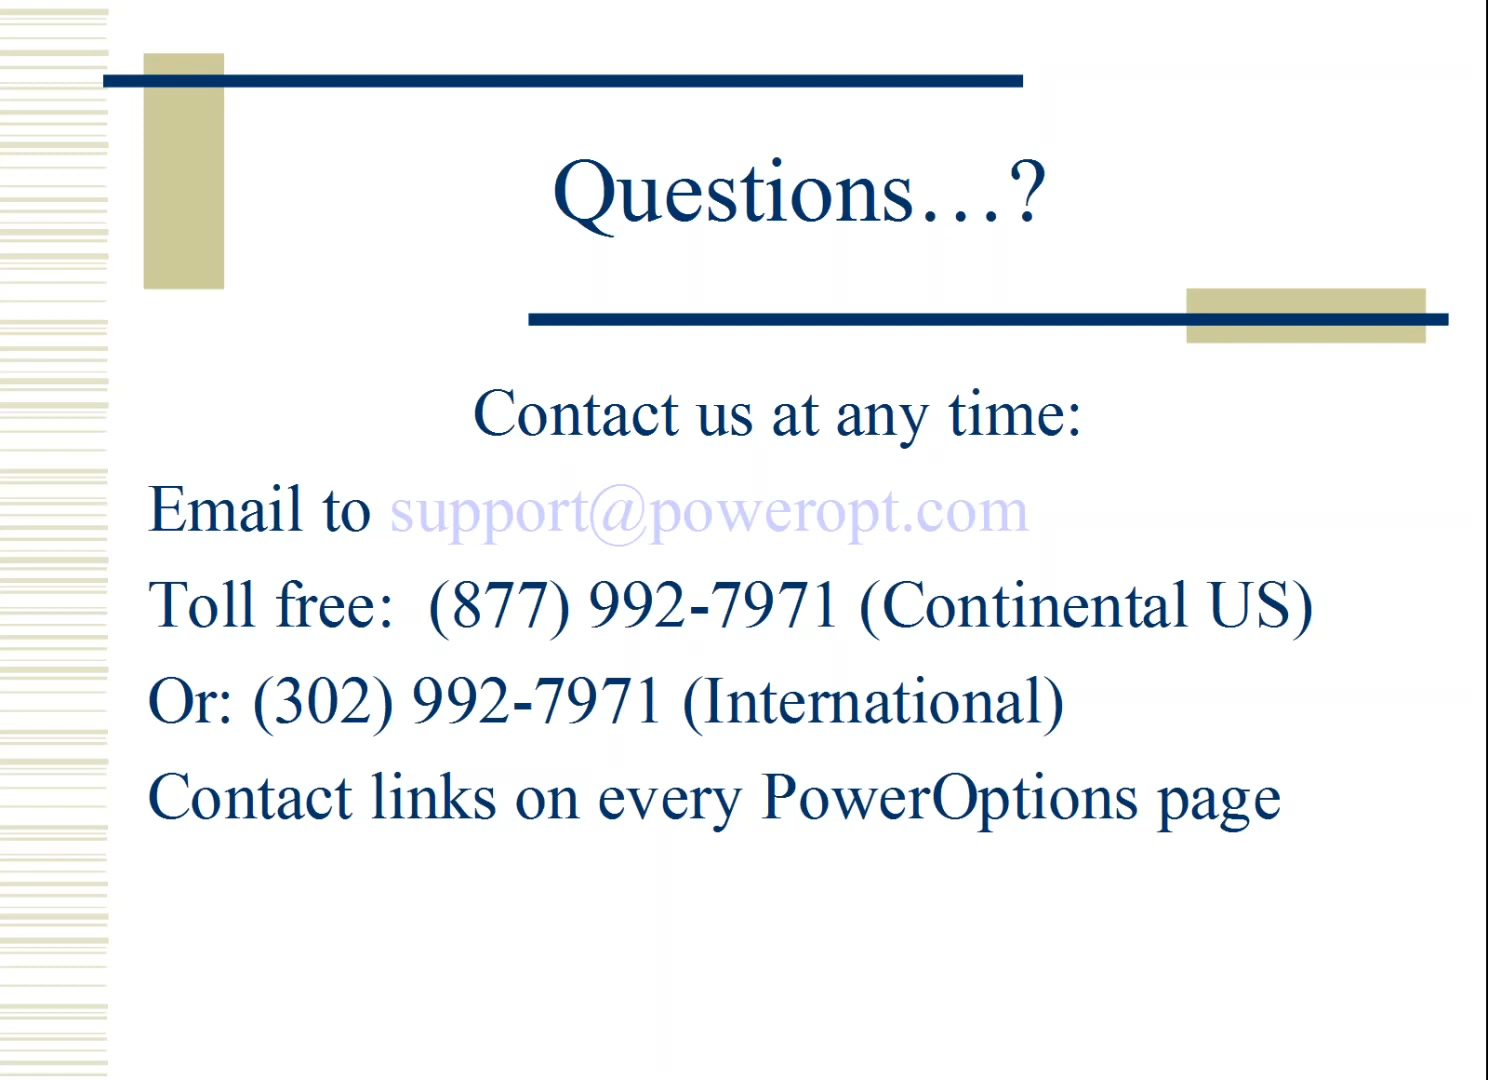 Questions…?
Contact us at any time:
Email to support@poweropt.com
Toll free:  (877) 992-7971 (Continental US)
Or: (302) 992-7971 (International)
Contact links on every PowerOptions page